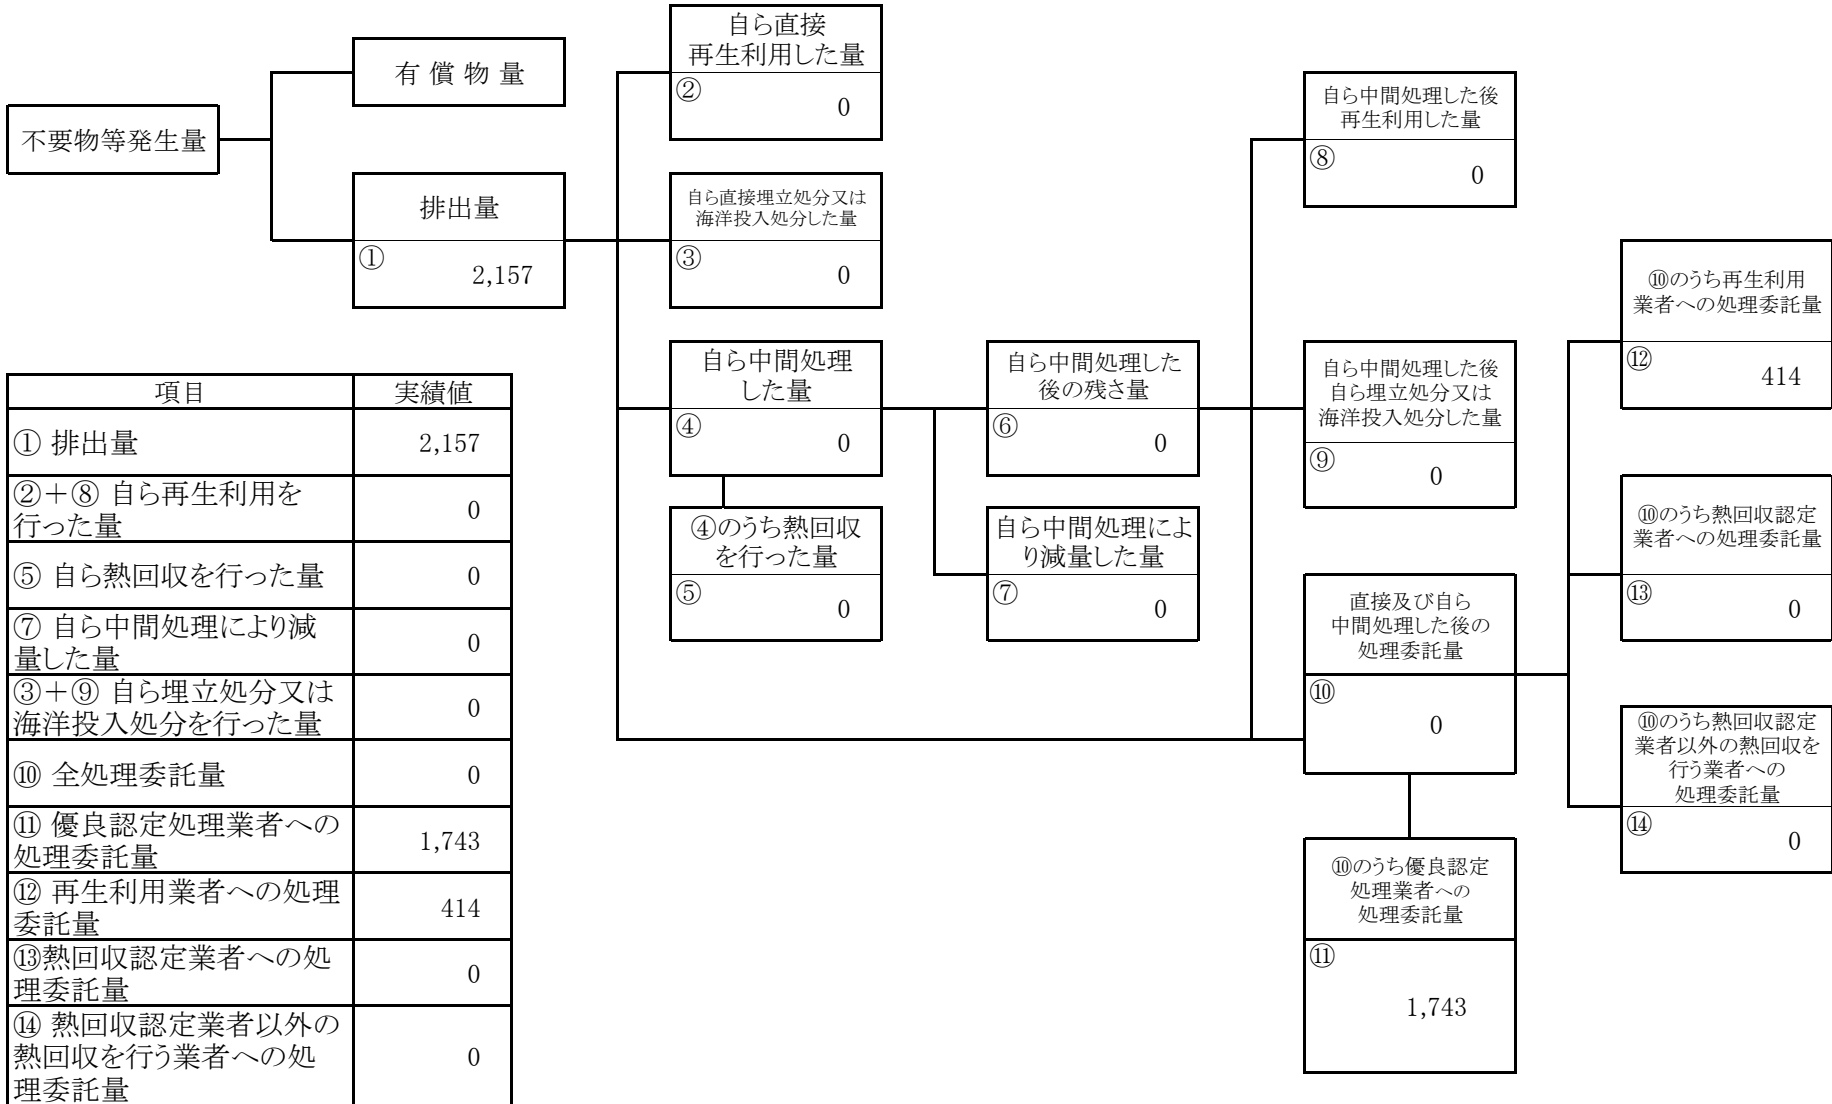 不要物等発生量
有 償 物 量
排出量
①
2,157
自ら直接
再生利用した量
②
0
自ら直接埋立処分又は
海洋投入処分した量
③
0
自ら中間処理
した量
④
0
④のうち熱回収
を行った量
⑤
0
自ら中間処理した
後の残さ量
⑥
0
自ら中間処理によ
り減量した量
⑦
0
自ら中間処理した後
再生利用した量
⑧
0
自ら中間処理した後
自ら埋立処分又は
海洋投入処分した量
⑨
0
直接及び自ら
中間処理した後の
処理委託量
⑩
0
⑩のうち優良認定
処理業者への
処理委託量
⑪
1,743
⑩のうち再生利用
業者への処理委託量
⑫
414
⑩のうち熱回収認定
業者への処理委託量
⑬
0
⑩のうち熱回収認定
業者以外の熱回収を
行う業者への
処理委託量
⑭
0
項目 実績値
① 排出量 2,157
②＋⑧ 自ら再生利用を
行った量 0
⑤ 自ら熱回収を行った量 0
⑦ 自ら中間処理により減
量した量 0
③＋⑨ 自ら埋立処分又は
海洋投入処分を行った量 0
⑩ 全処理委託量 0
⑪ 優良認定処理業者への
処理委託量 1,743
⑫ 再生利用業者への処理
委託量 414
⑬熱回収認定業者への処
理委託量 0
⑭ 熱回収認定業者以外の
熱回収を行う業者への処 0
理委託量